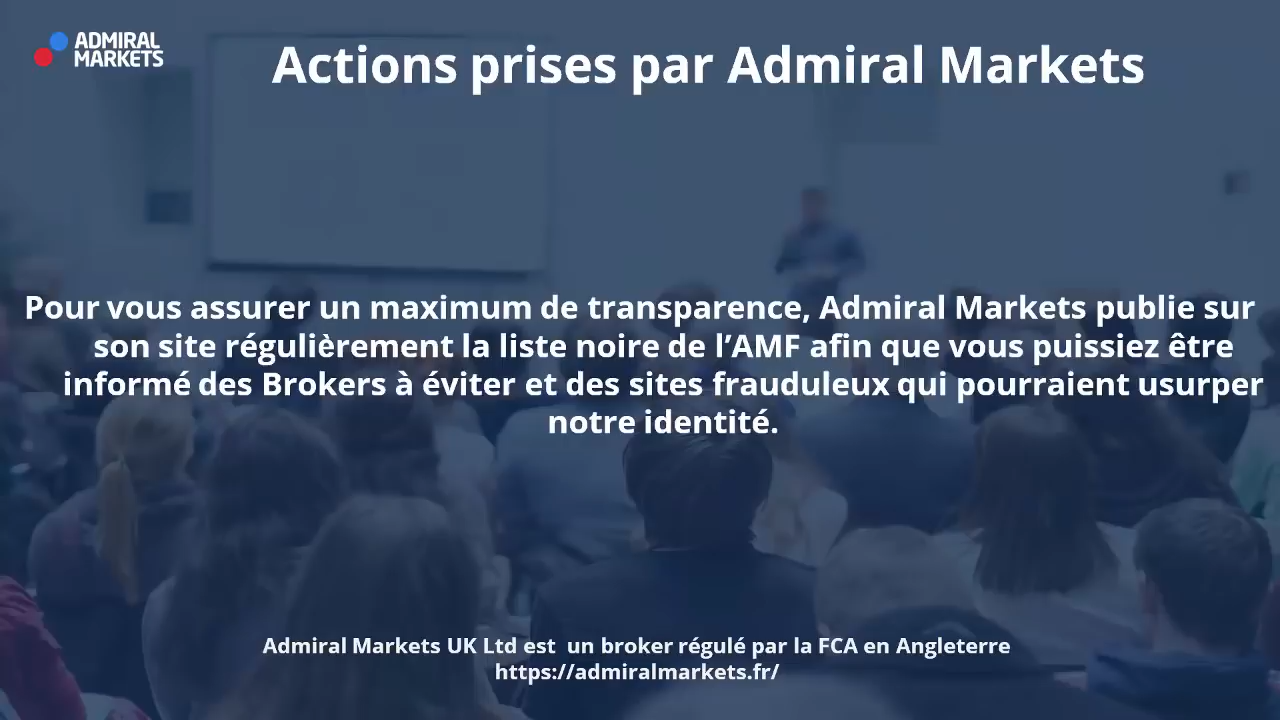 ADMIRAL
MARKETS
Actions prises par Admiral Markets
Pour vous assurer un maximum de transparence, Admiral Markets publie sur
son site régulièrement la liste noire de l’AMF afin que vous puissiez être
informé des Brokers à éviter et des sites frauduleux qui pourraient usurper
notre identité.
Admiral Markets UK Ltd est  un broker régulé par la FCA en Angleterre
https://admiralmarkets.fr/